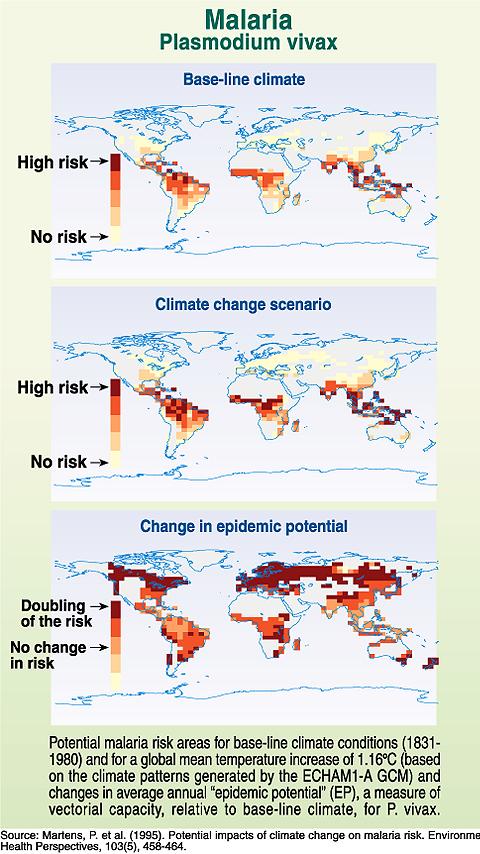 Malaria
Plasmodium vivax
Base-line climate
High risk
No risk
Climate change scenario
High risk
No risk
Change in epidemic potential
Doubling
of the risk
No change
in risk
Potential malaria risk areas for base-line climate conditions (1831-
1980) and for a global mean temperature increase of 1.16ºC (based
on the climate patterns generated by the ECHAM1-A GCM) and
changes in average annual “epidemic potential” (EP), a measure of
vectorial capacity, relative to base-line climate, for P. vivax.
Source: Martens, P. et al. (1995). Potential impacts of climate change on malaria risk. Environme
Health Perspectives, 103(5), 458-464.